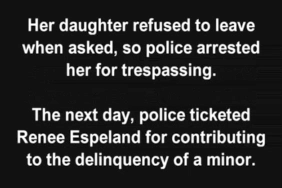 Her daughter refused to leave
when asked, so police arrested
her for trespassing.
The next day, police ticketed
Renee Espeland for contributing
to the delinquency of a minor.